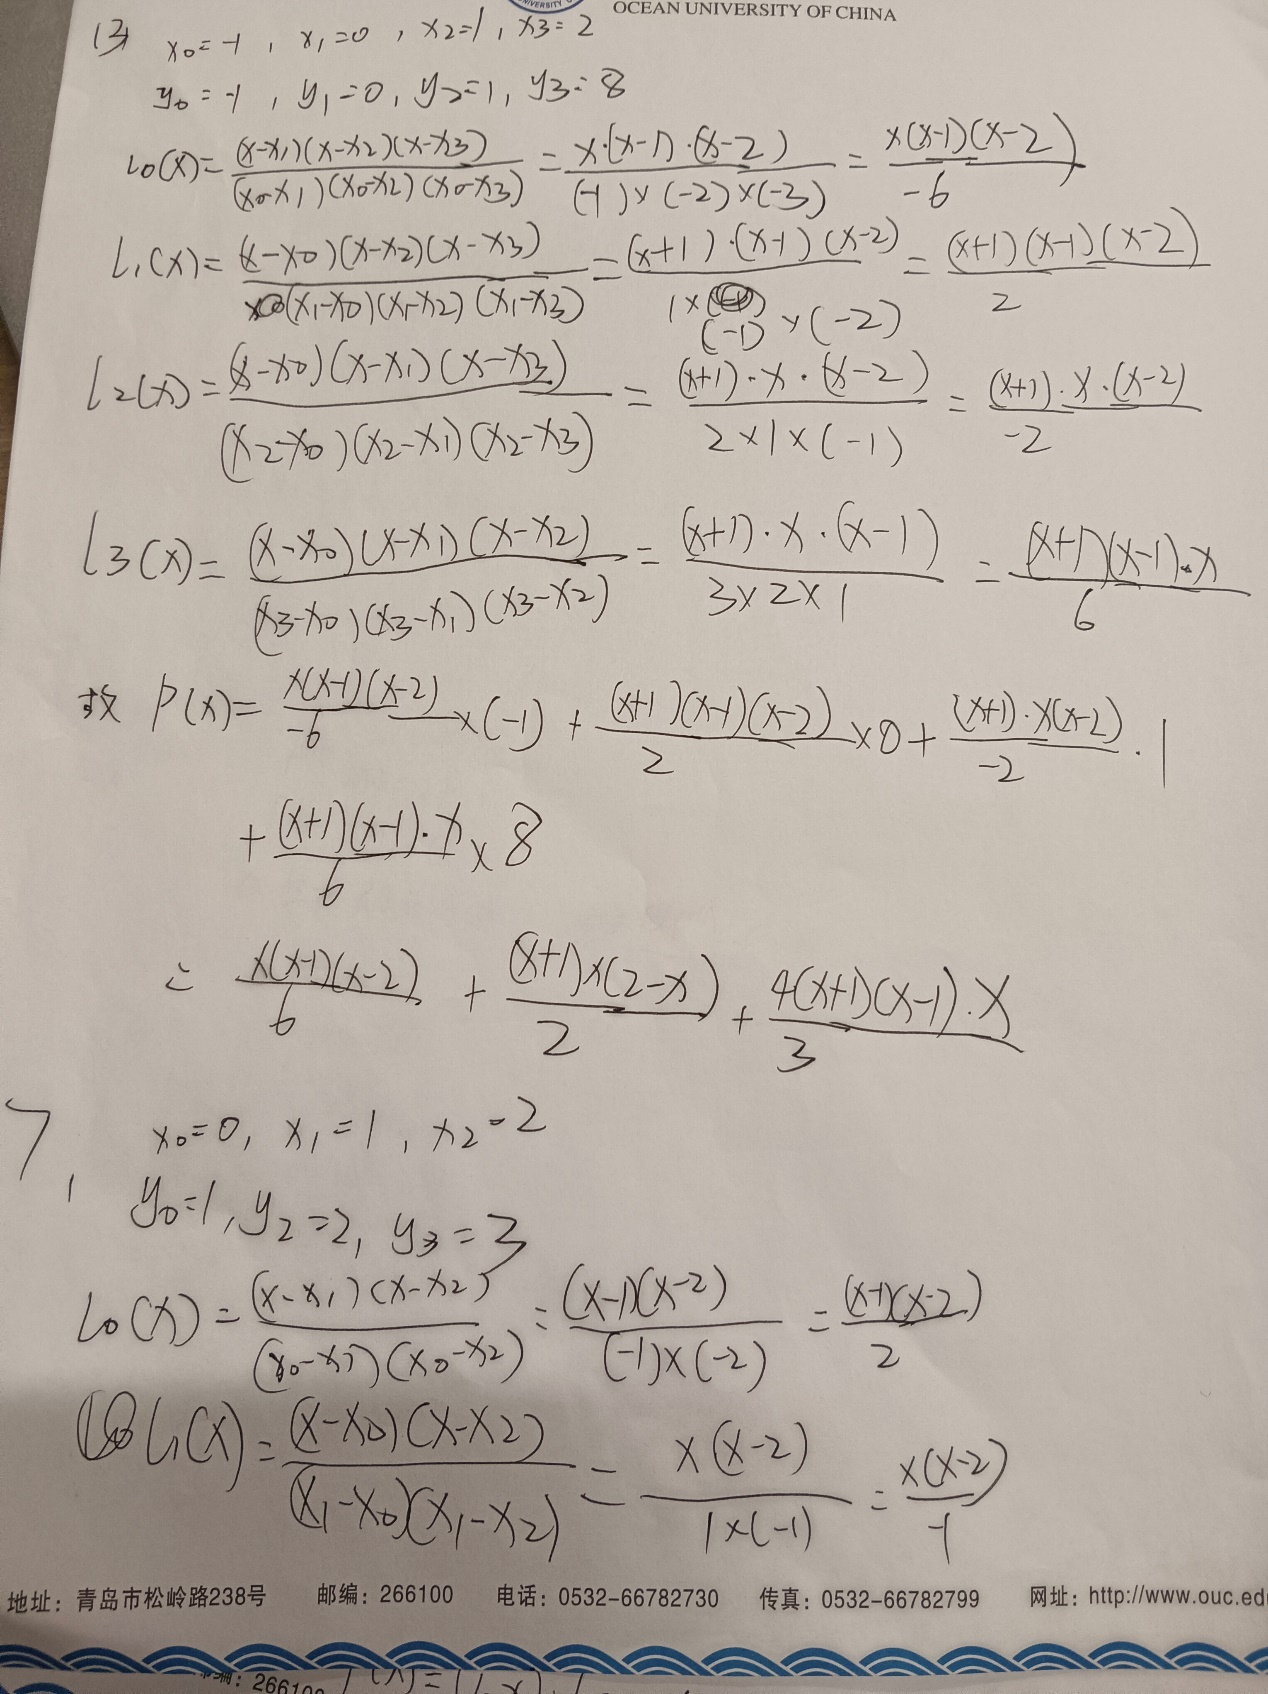 UNIVERSITY OF
OCEAN UNIVERSITY OF CHINA
(3) x0=-1, x1=0, x2=1, x3=2
y0=-1, y1=0, y2=1, y3=8
l0(x)= (x-x1)(x-x2)(x-x3)/(x0-x1)(x0-x2)(x0-x3) = x·(x-1)·(x-2)/(-1)×(-2)×(-3) = x(x-1)(x-2)/-6
l1(x)= (x-x0)(x-x2)(x-x3)/(x1-x0)(x1-x2)(x1-x3) = (x+1)·(x-1)(x-2)/1×(-1)×(-2) = (x+1)(x-1)(x-2)/2
l2(x)= (x-x0)(x-x1)(x-x3)/(x2-x0)(x2-x1)(x2-x3) = (x+1)·x·(x-2)/2×1×(-1) = (x+1)·x·(x-2)/-2
l3(x)= (x-x0)(x-x1)(x-x2)/(x3-x0)(x3-x1)(x3-x2) = (x+1)·x·(x-1)/3×2×1 = (x+1)(x-1)·x/6
故 P(x)= x(x-1)(x-2)/-6 ×(-1) + (x+1)(x-1)(x-2)/2 ×0 + (x+1)·x(x-2)/-2 ·1
+ (x+1)(x-1)·x/6 × 8
= x(x-1)(x-2)/6 + (x+1)x(2-x)/2 + 4(x+1)(x-1)·x/3
7, x0=0, x1=1, x2=2
y0=1, y2=2, y3=3
l0(x)= (x-x1)(x-x2)/(x0-x1)(x0-x2) = (x-1)(x-2)/(-1)×(-2) = (x-1)(x-2)/2
l1(x)= (x-x0)(x-x2)/(x1-x0)(x1-x2) = x(x-2)/1×(-1) = x(x-2)/-1
地址：青岛市松岭路238号 邮编：266100 电话：0532-66782730 传真：0532-66782799 网址：http://www.ouc.ed
编：266100